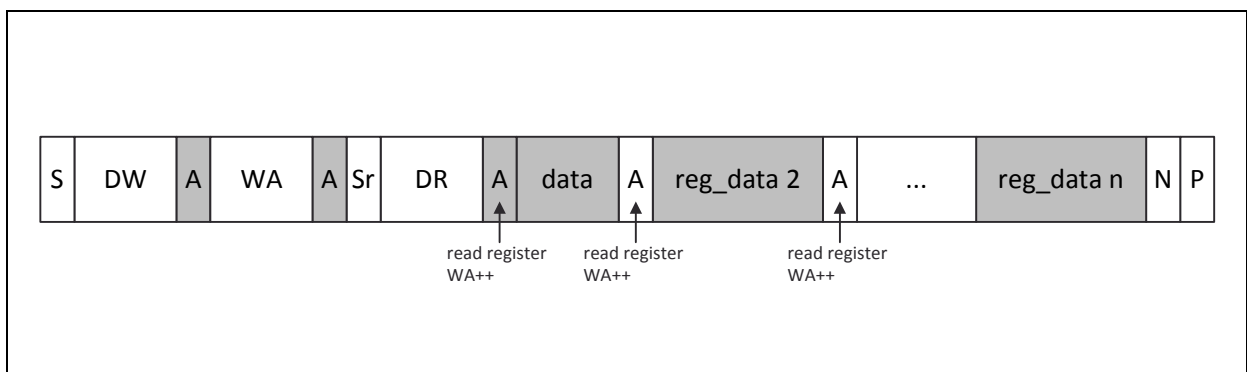 S DW A WA A Sr DR A data A reg_data 2 A ... reg_data n N P
read register read register read register
WA++ WA++ WA++